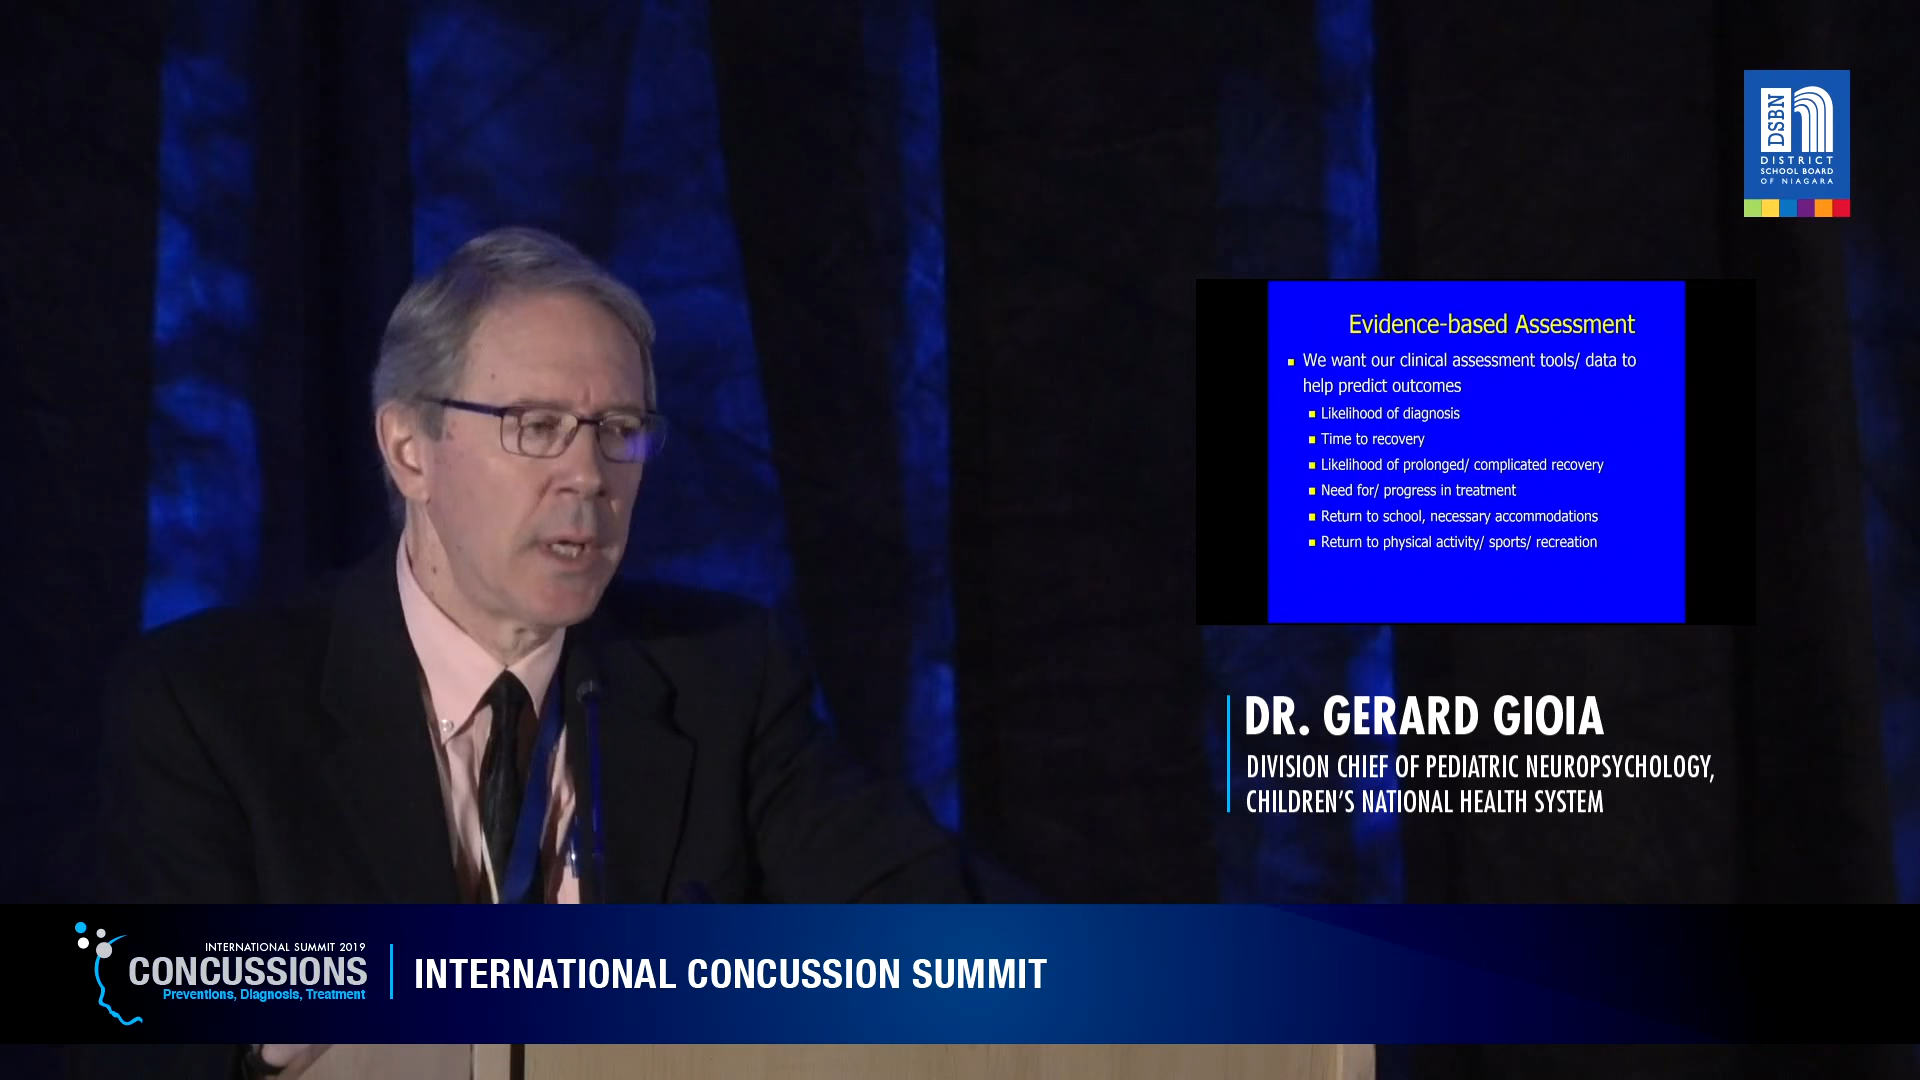 DSBN
DISTRICT
SCHOOL BOARD
OF NIAGARA
Evidence-based Assessment
We want our clinical assessment tools/ data to
help predict outcomes
Likelihood of diagnosis
Time to recovery
Likelihood of prolonged/ complicated recovery
Need for/ progress in treatment
Return to school, necessary accommodations
Return to physical activity/ sports/ recreation
DR. GERARD GIOIA
DIVISION CHIEF OF PEDIATRIC NEUROPSYCHOLOGY,
CHILDREN'S NATIONAL HEALTH SYSTEM
INTERNATIONAL SUMMIT 2019
CONCUSSIONS
Preventions, Diagnosis, Treatment
INTERNATIONAL CONCUSSION SUMMIT